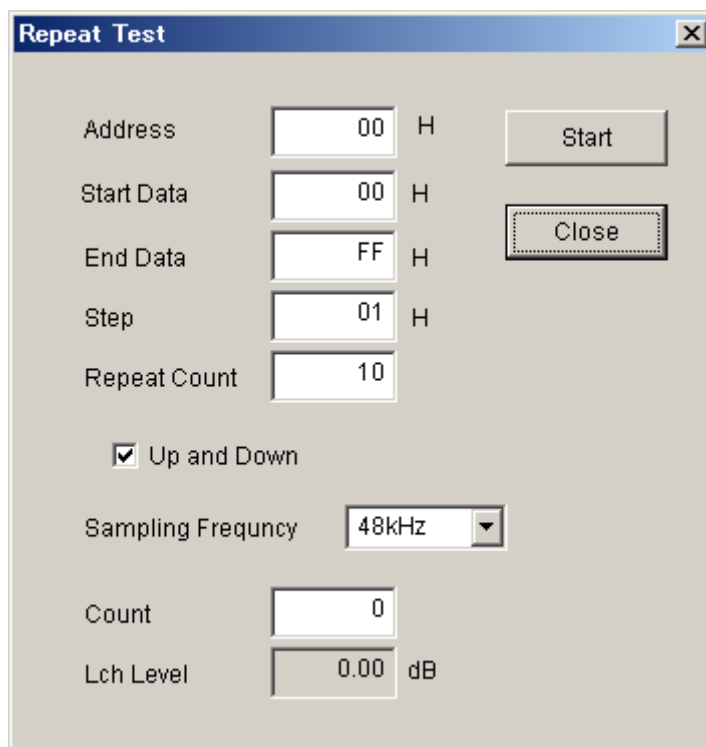 Repeat Test
Address 00 H Start
Start Data 00 H
Close
End Data FF H
Step 01 H
Repeat Count 10
Up and Down
Sampling Frequncy 48kHz
Count 0
Lch Level 0.00 dB